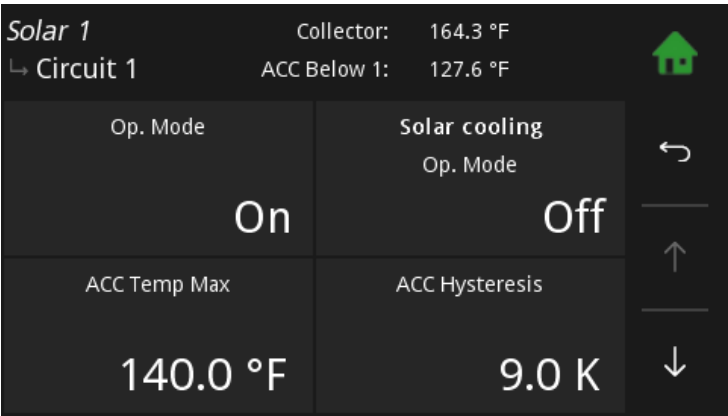 Solar 1 Collector: 164.3 °F
↳ Circuit 1 ACC Below 1: 127.6 °F
Op. Mode
On
Solar cooling
Op. Mode
Off
ACC Temp Max
140.0 °F
ACC Hysteresis
9.0 K